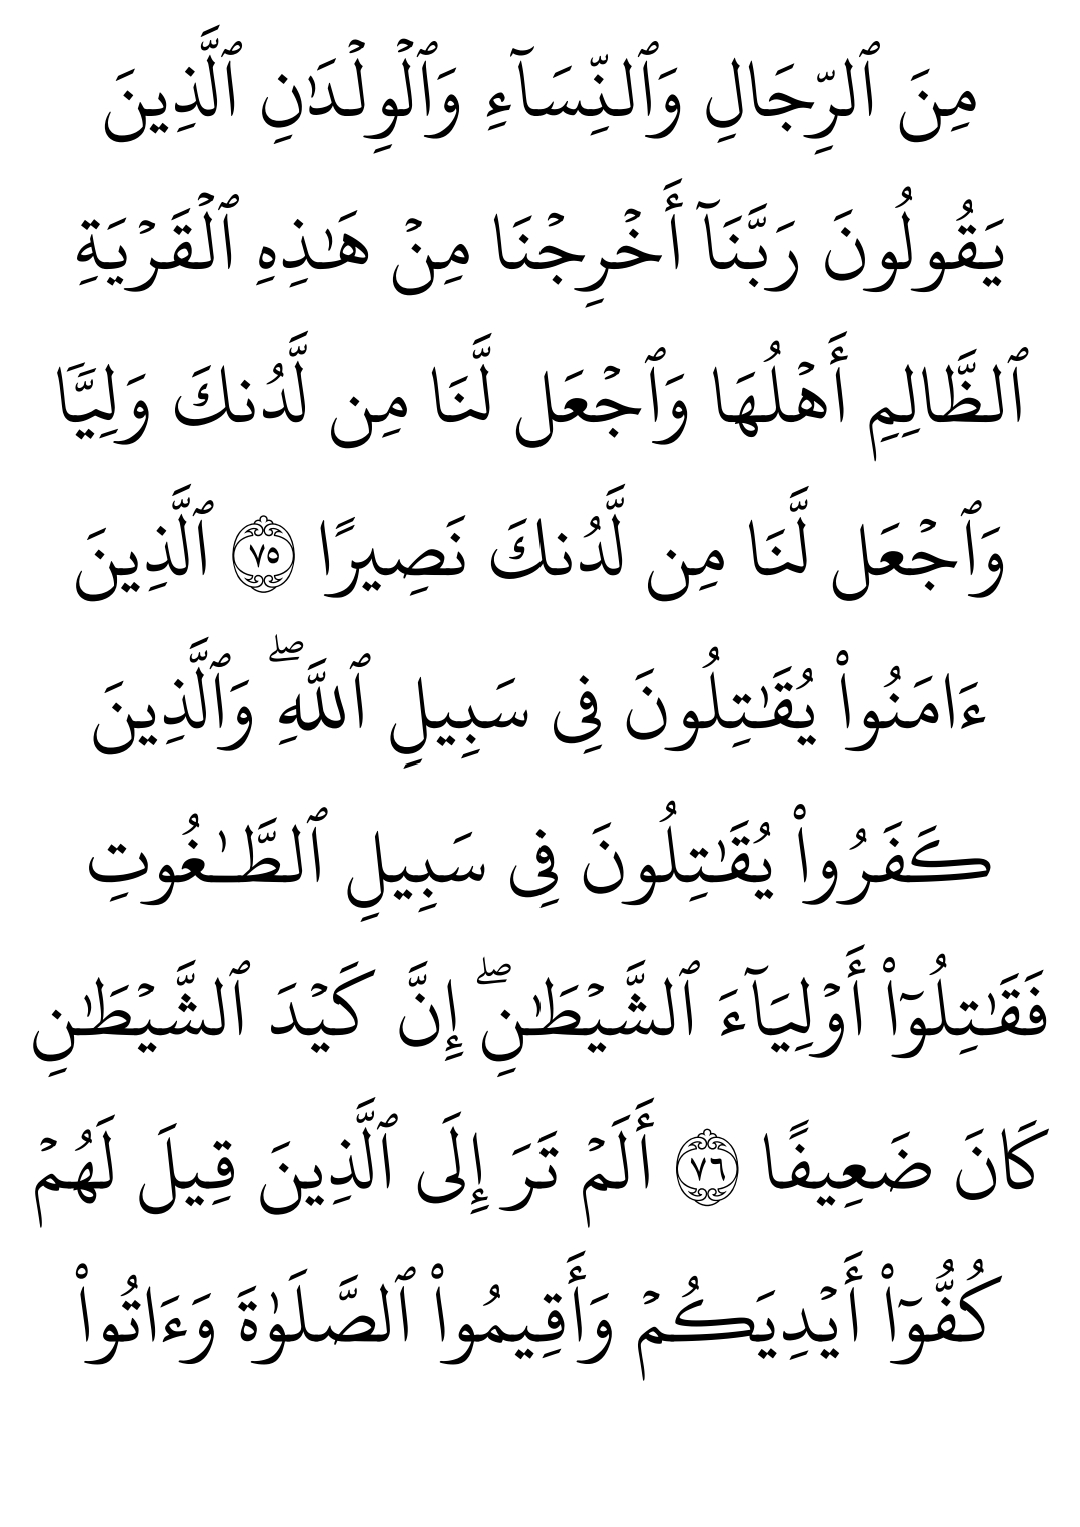 مِنَ ٱلرِّجَالِ وَٱلنِّسَآءِ وَٱلۡوِلۡدَٰنِ ٱلَّذِينَ
يَقُولُونَ رَبَّنَآ أَخۡرِجۡنَا مِنۡ هَٰذِهِ ٱلۡقَرۡيَةِ
ٱلظَّالِمِ أَهۡلُهَا وَٱجۡعَل لَّنَا مِن لَّدُنكَ وَلِيّٗا
وَٱجۡعَل لَّنَا مِن لَّدُنكَ نَصِيرًا ٧٥ ٱلَّذِينَ
ءَامَنُواْ يُقَٰتِلُونَ فِى سَبِيلِ ٱللَّهِۖ وَٱلَّذِينَ
كَفَرُواْ يُقَٰتِلُونَ فِى سَبِيلِ ٱلطَّٰغُوتِ
فَقَٰتِلُوٓاْ أَوۡلِيَآءَ ٱلشَّيۡطَٰنِۖ إِنَّ كَيۡدَ ٱلشَّيۡطَٰنِ
كَانَ ضَعِيفًا ٧٦ أَلَمۡ تَرَ إِلَى ٱلَّذِينَ قِيلَ لَهُمۡ
كُفُّوٓاْ أَيۡدِيَكُمۡ وَأَقِيمُواْ ٱلصَّلَوٰةَ وَءَاتُواْ